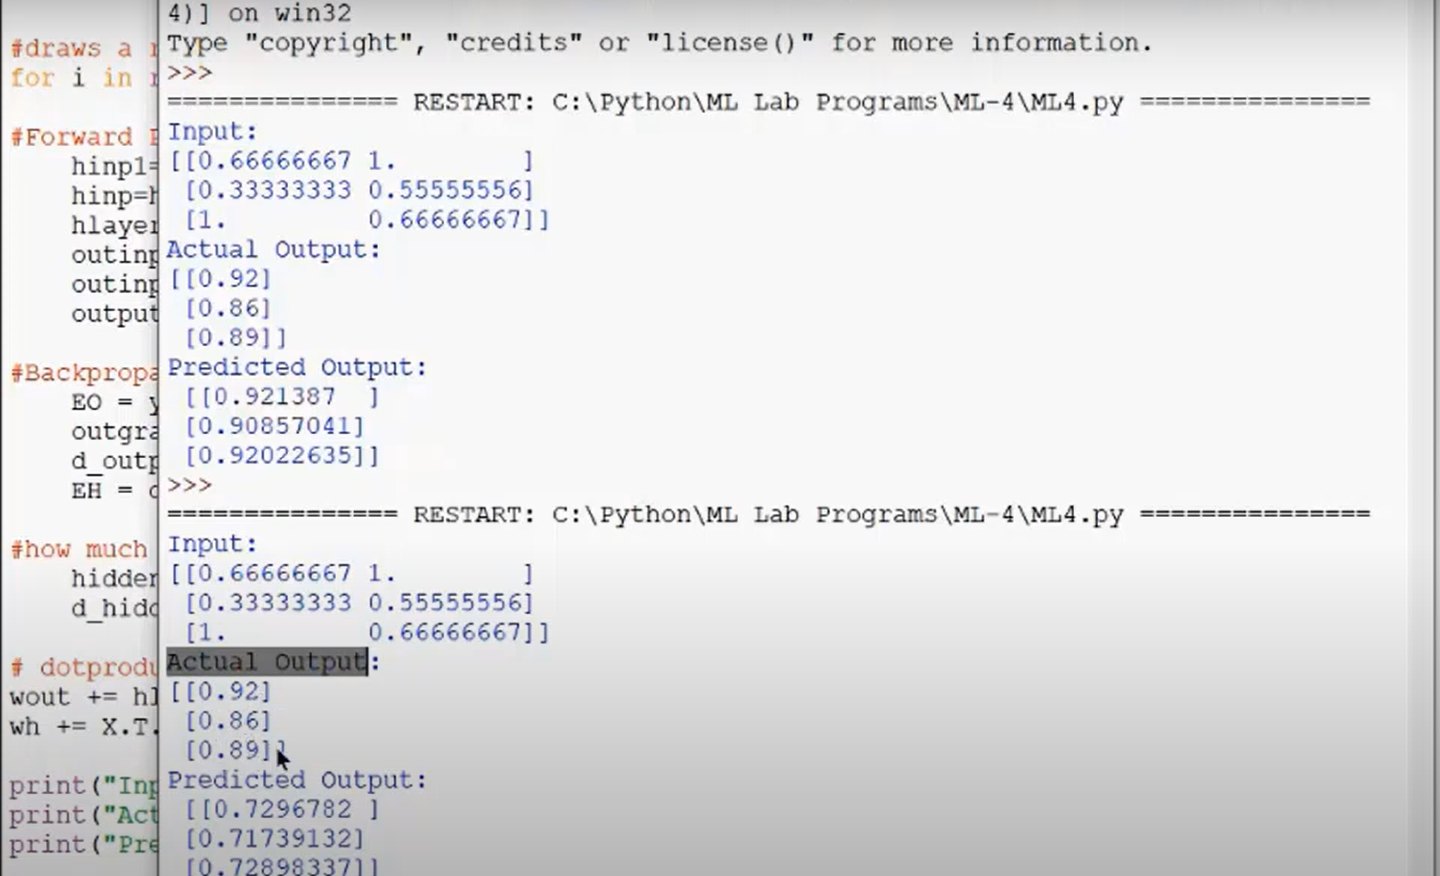 4)] on win32
Type "copyright", "credits" or "license()" for more information.
>>>
=============== RESTART: C:\Python\ML Lab Programs\ML-4\ML4.py ===============
Input:
[[0.66666667 1.        ]
 [0.33333333 0.55555556]
 [1.         0.66666667]]
Actual Output:
[[0.92]
 [0.86]
 [0.89]]
Predicted Output:
 [[0.921387  ]
 [0.90857041]
 [0.92022635]]
>>>
=============== RESTART: C:\Python\ML Lab Programs\ML-4\ML4.py ===============
Input:
[[0.66666667 1.        ]
 [0.33333333 0.55555556]
 [1.         0.66666667]]
Actual Output:
[[0.92]
 [0.86]
 [0.89]]
Predicted Output:
 [[0.7296782 ]
 [0.71739132]
 [0.72898337]]
#draws a
for i in
#Forward
hinp1=
hinp=
hlayer
outinp
outinp
output
#Backpropa
EO =
outgra
d_outp
EH =
#how much
hidden
d_hidd
# dotprodu
wout +=
wh += X.T.
print("Inp
print("Act
print("Pre